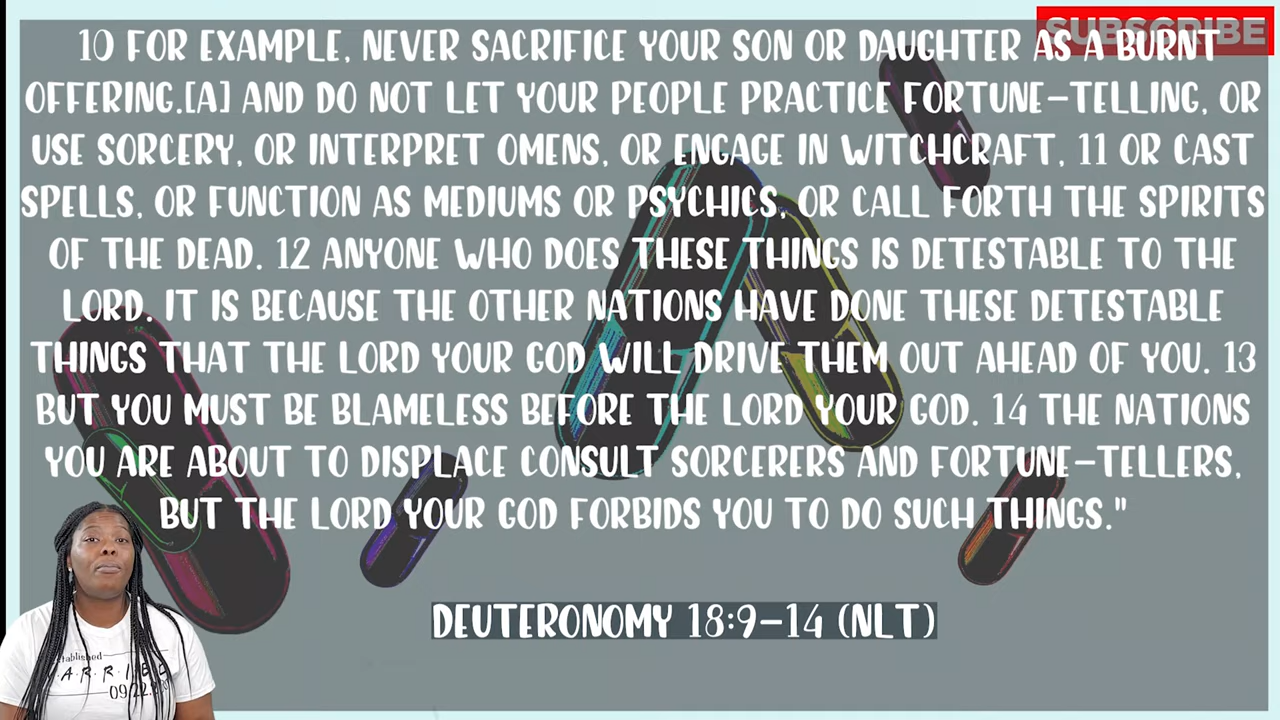 SUBSCRIBE
10 FOR EXAMPLE, NEVER SACRIFICE YOUR SON OR DAUGHTER AS A BURNT
OFFERING.[A] AND DO NOT LET YOUR PEOPLE PRACTICE FORTUNE-TELLING, OR
USE SORCERY, OR INTERPRET OMENS, OR ENGAGE IN WITCHCRAFT, 11 OR CAST
SPELLS, OR FUNCTION AS MEDIUMS OR PSYCHICS, OR CALL FORTH THE SPIRITS
OF THE DEAD. 12 ANYONE WHO DOES THESE THINGS IS DETESTABLE TO THE
LORD. IT IS BECAUSE THE OTHER NATIONS HAVE DONE THESE DETESTABLE
THINGS THAT THE LORD YOUR GOD WILL DRIVE THEM OUT AHEAD OF YOU. 13
BUT YOU MUST BE BLAMELESS BEFORE THE LORD YOUR GOD. 14 THE NATIONS
YOU ARE ABOUT TO DISPLACE CONSULT SORCERERS AND FORTUNE-TELLERS,
BUT THE LORD YOUR GOD FORBIDS YOU TO DO SUCH THINGS."
DEUTERONOMY 18:9-14 (NLT)